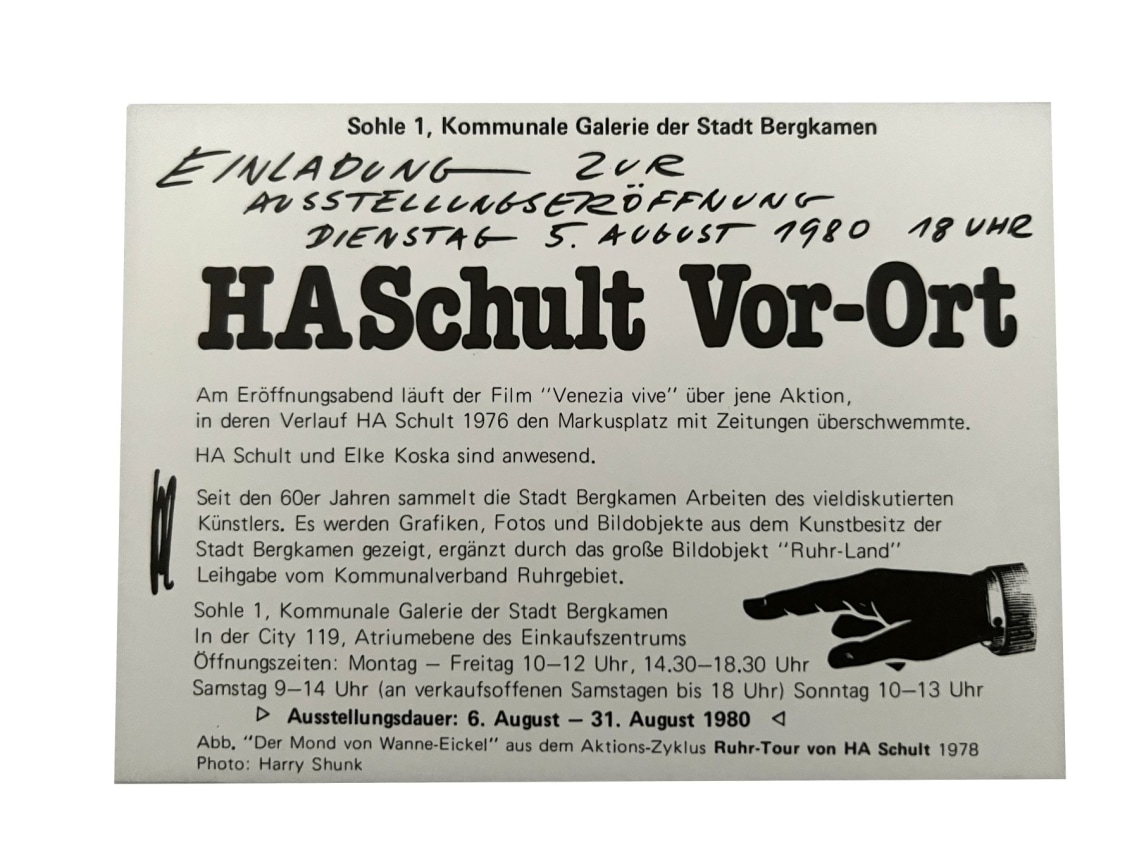 Sohle 1, Kommunale Galerie der Stadt Bergkamen
EINLADUNG ZUR
AUSSTELLUNGSERÖFFNUNG
DIENSTAG 5. AUGUST 1980 18 UHR
HA Schult Vor-Ort
Am Eröffnungsabend läuft der Film "Venezia vive" über jene Aktion,
in deren Verlauf HA Schult 1976 den Markusplatz mit Zeitungen überschwemmte.
HA Schult und Elke Koska sind anwesend.
Seit den 60er Jahren sammelt die Stadt Bergkamen Arbeiten des vieldiskutierten
Künstlers. Es werden Grafiken, Fotos und Bildobjekte aus dem Kunstbesitz der
Stadt Bergkamen gezeigt, ergänzt durch das große Bildobjekt "Ruhr-Land"
Leihgabe vom Kommunalverband Ruhrgebiet.
Sohle 1, Kommunale Galerie der Stadt Bergkamen
In der City 119, Atriumebene des Einkaufszentrums
Öffnungszeiten: Montag – Freitag 10–12 Uhr, 14.30–18.30 Uhr
Samstag 9–14 Uhr (an verkaufsoffenen Samstagen bis 18 Uhr) Sonntag 10–13 Uhr
▷ Ausstellungsdauer: 6. August – 31. August 1980 ◁
Abb. "Der Mond von Wanne-Eickel" aus dem Aktions-Zyklus Ruhr-Tour von HA Schult 1978
Photo: Harry Shunk